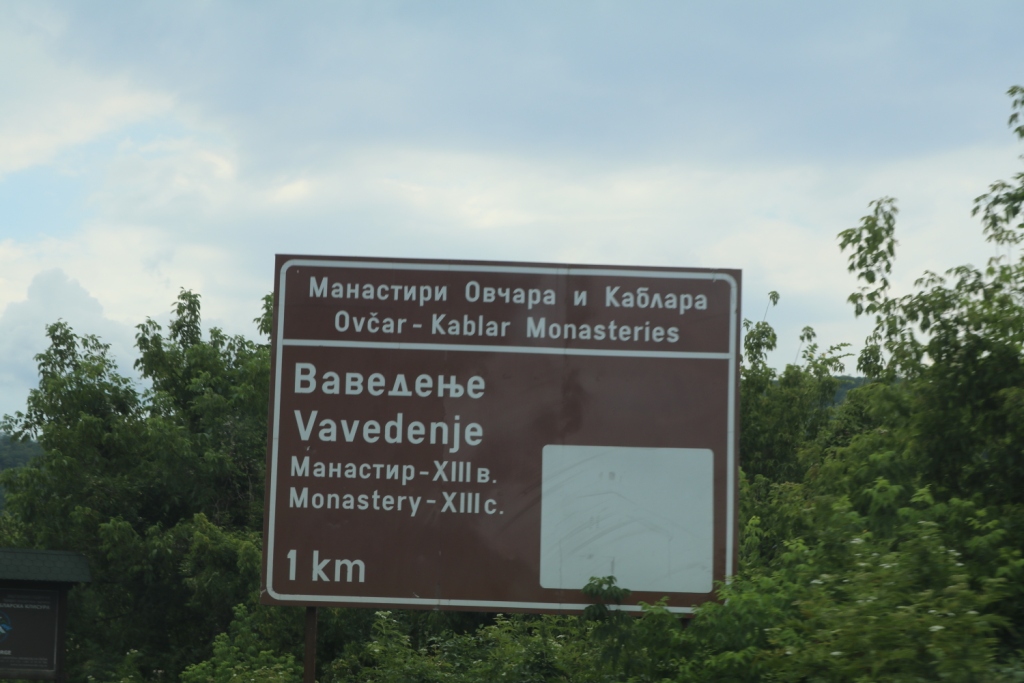 Манастири Овчара и Каблара
Ovčar - Kablar Monasteries
Ваведење
Vavedenje
Манастир - XIII в.
Monastery - XIII c.
1 km